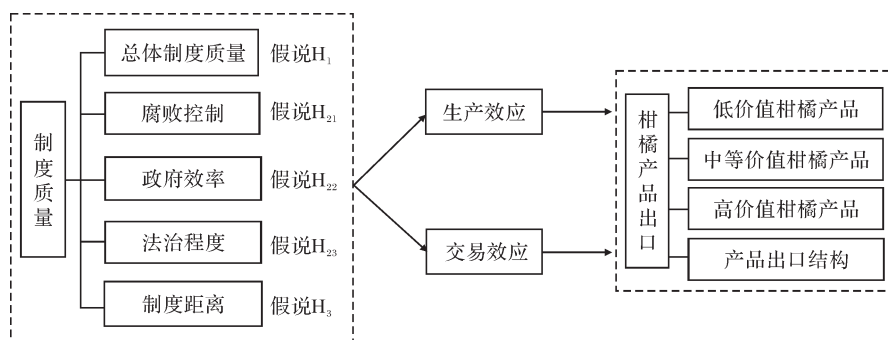 制度质量
总体制度质量 假说H₁
腐败控制 假说H₂₁
政府效率 假说H₂₂
法治程度 假说H₂₃
制度距离 假说H₃
生产效应
交易效应
柑橘产品出口
低价值柑橘产品
中等价值柑橘产品
高价值柑橘产品
产品出口结构